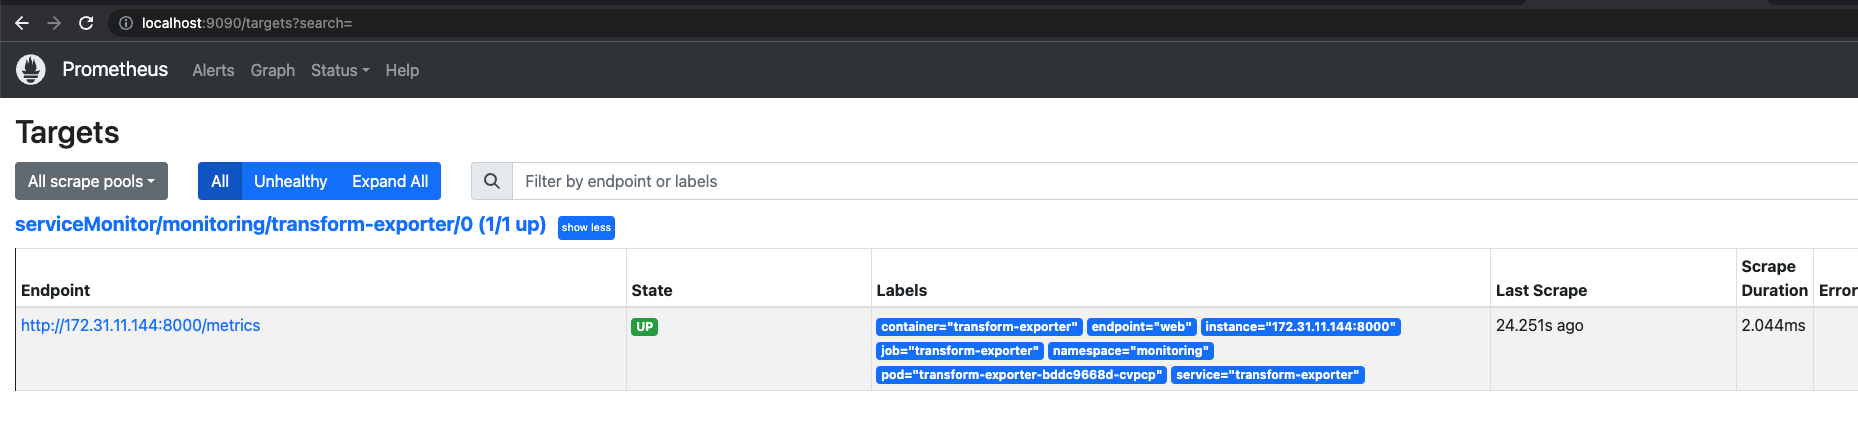 localhost:9090/targets?search=
Prometheus Alerts Graph Status Help
Targets
All scrape pools All Unhealthy Expand All Filter by endpoint or labels
serviceMonitor/monitoring/transform-exporter/0 (1/1 up) show less
Endpoint State Labels Last Scrape Scrape Duration Error
http://172.31.11.144:8000/metrics UP container="transform-exporter" endpoint="web" instance="172.31.11.144:8000" 24.251s ago 2.044ms
job="transform-exporter" namespace="monitoring"
pod="transform-exporter-bddc9668d-cvpcp" service="transform-exporter"